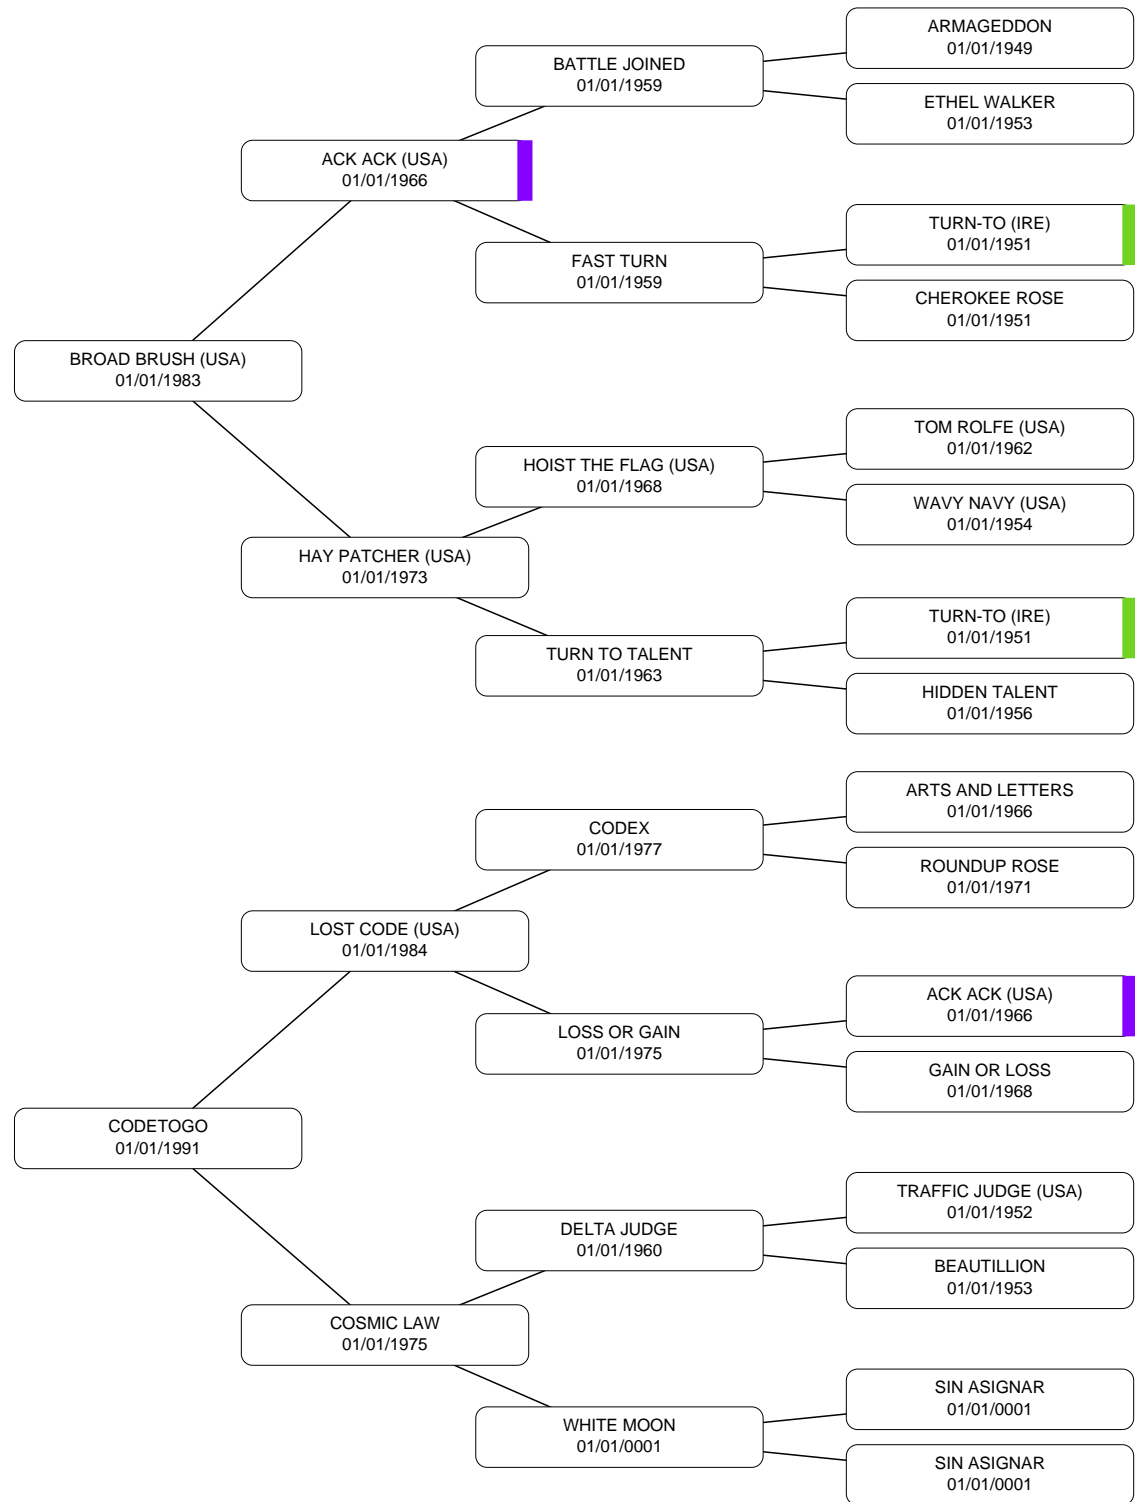 ARMAGEDDON
01/01/1949
BATTLE JOINED
01/01/1959
ETHEL WALKER
01/01/1953
ACK ACK (USA)
01/01/1966
TURN-TO (IRE)
01/01/1951
FAST TURN
01/01/1959
CHEROKEE ROSE
01/01/1951
BROAD BRUSH (USA)
01/01/1983
TOM ROLFE (USA)
01/01/1962
HOIST THE FLAG (USA)
01/01/1968
WAVY NAVY (USA)
01/01/1954
HAY PATCHER (USA)
01/01/1973
TURN-TO (IRE)
01/01/1951
TURN TO TALENT
01/01/1963
HIDDEN TALENT
01/01/1956
ARTS AND LETTERS
01/01/1966
CODEX
01/01/1977
ROUNDUP ROSE
01/01/1971
LOST CODE (USA)
01/01/1984
ACK ACK (USA)
01/01/1966
LOSS OR GAIN
01/01/1975
GAIN OR LOSS
01/01/1968
CODETOGO
01/01/1991
TRAFFIC JUDGE (USA)
01/01/1952
DELTA JUDGE
01/01/1960
BEAUTILLION
01/01/1953
COSMIC LAW
01/01/1975
SIN ASIGNAR
01/01/0001
WHITE MOON
01/01/0001
SIN ASIGNAR
01/01/0001